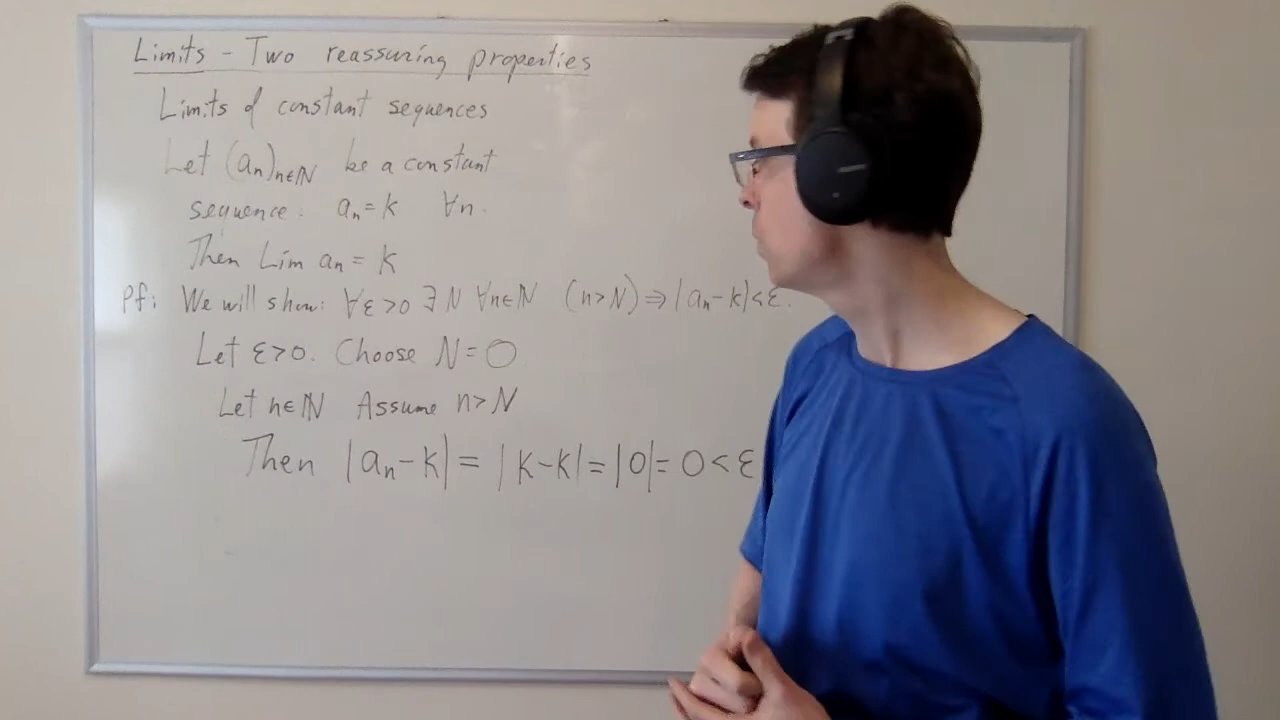 Limits - Two reassuring properties
Limits of constant sequences
Let (aₙ)ₙ∈ℕ be a constant
sequence: aₙ = k ∀n.
Then Lim aₙ = k
Pf: We will show: ∀ε>0 ∃N ∀n∈ℕ (n>N) ⇒ |aₙ-k|<ε.
Let ε>0. Choose N=0
Let n∈ℕ Assume n>N
Then |aₙ-k| = |k-k| = |0| = 0 < ε